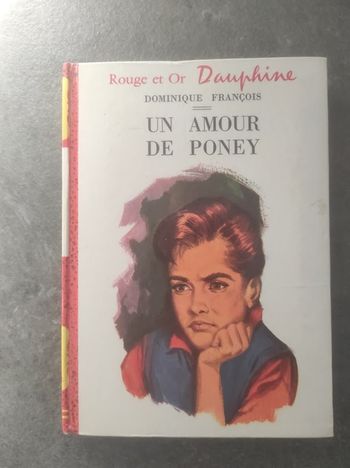 Rouge et Or Dauphine
DOMINIQUE FRANÇOIS
UN AMOUR
DE PONEY